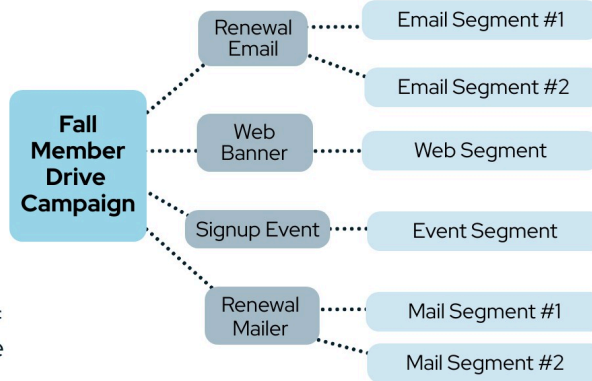 Fall
Member
Drive
Campaign
Renewal
Email
Email Segment #1
Email Segment #2
Web
Banner
Web Segment
Signup Event
Event Segment
Renewal
Mailer
Mail Segment #1
Mail Segment #2